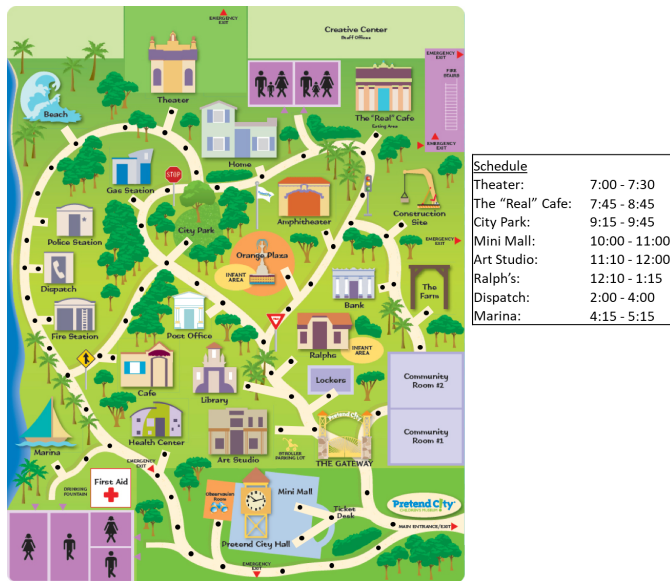 EMERGENCY
EXIT
Creative Center
Staff Offices
EMERGENCY
EXIT
FIRE
STAIRS
Theater
The "Real" Cafe
Eating Area
Beach
EMERGENCY
EXIT
Home
STOP
Gas Station
Amphitheater
Construction
Site
City Park
Police Station
Orange Plaza
EMERGENCY
EXIT
INFANT
AREA
Dispatch
Bank
The
Farm
Fire Station
Post Office
Ralphs
INFANT
AREA
Cafe
Library
Lockers
Community
Room #2
Pretend City
Health Center
Community
Room #1
Marina
Art Studio
STROLLER
PARKING LOT
THE GATEWAY
EMERGENCY
EXIT
First Aid
DRINKING
FOUNTAIN
Observation
Room
Mini Mall
Ticket
Desk
Pretend City
CHILDREN'S MUSEUM
MAIN ENTRANCE/EXIT
Pretend City Hall
EMERGENCY
EXIT
Schedule
Theater: 7:00 - 7:30
The "Real" Cafe: 7:45 - 8:45
City Park: 9:15 - 9:45
Mini Mall: 10:00 - 11:00
Art Studio: 11:10 - 12:00
Ralph's: 12:10 - 1:15
Dispatch: 2:00 - 4:00
Marina: 4:15 - 5:15